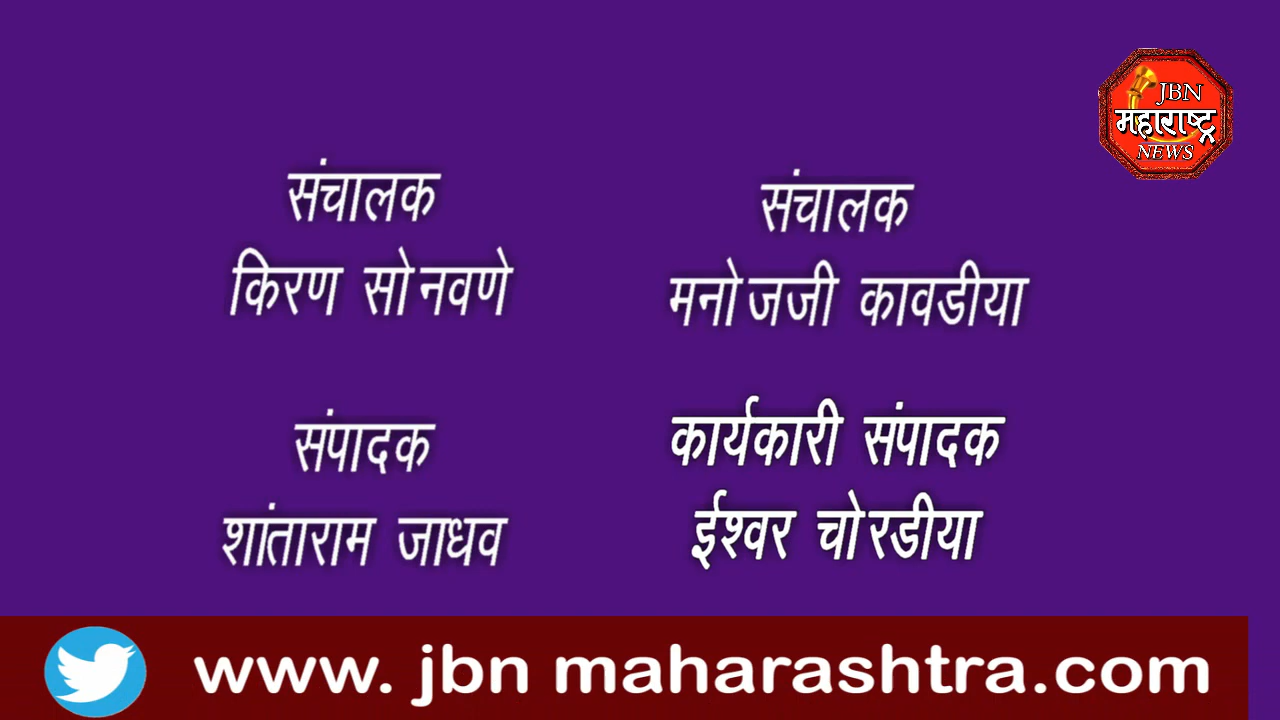 JBN
महाराष्ट्र
NEWS
संचालक
किरण सोनवणे
संचालक
मनोजजी कावडीया
संपादक
शांताराम जाधव
कार्यकारी संपादक
ईश्वर चोरडीया
www. jbn maharashtra.com